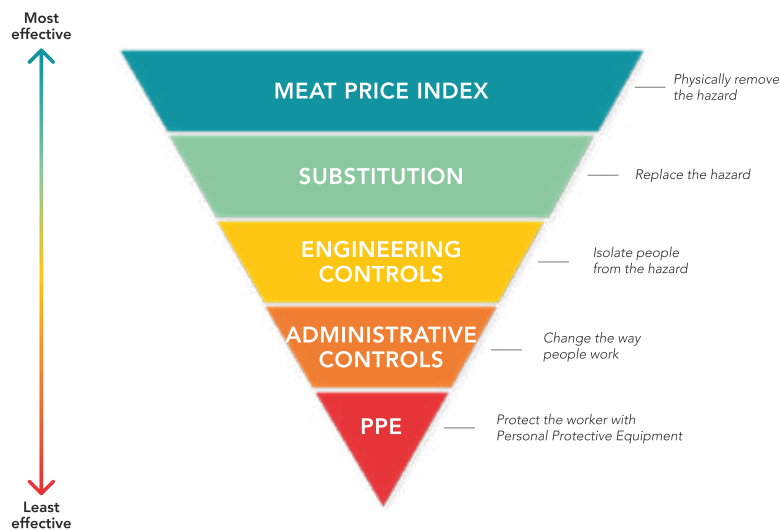 Most
effective
MEAT PRICE INDEX
Physically remove
the hazard
SUBSTITUTION
Replace the hazard
ENGINEERING
CONTROLS
Isolate people
from the hazard
ADMINISTRATIVE
CONTROLS
Change the way
people work
PPE
Protect the worker with
Personal Protective Equipment
Least
effective